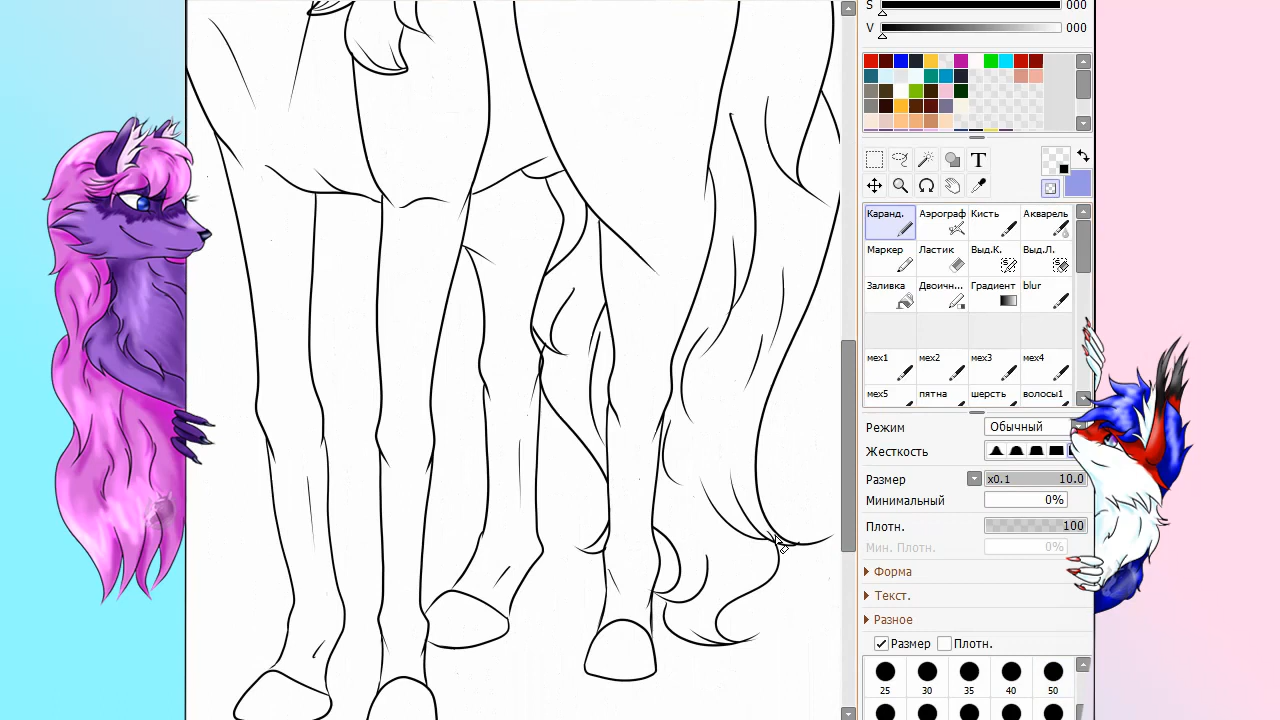 S 000
V 000
T
Каранд. Аэрограф Кисть Акварель
Маркер Ластик Выд.К. Выд.Л.
Заливка Двоичн... Градиент blur
мех1 мех2 мех3 мех4
мех5 пятна шерсть волосы1
Режим Обычный
Жесткость
Размер x0.1 10.0
Минимальный 0%
Плотн. 100
Мин. Плотн. 0%
Форма
Текст.
Разное
Размер Плотн.
25 30 35 40 50